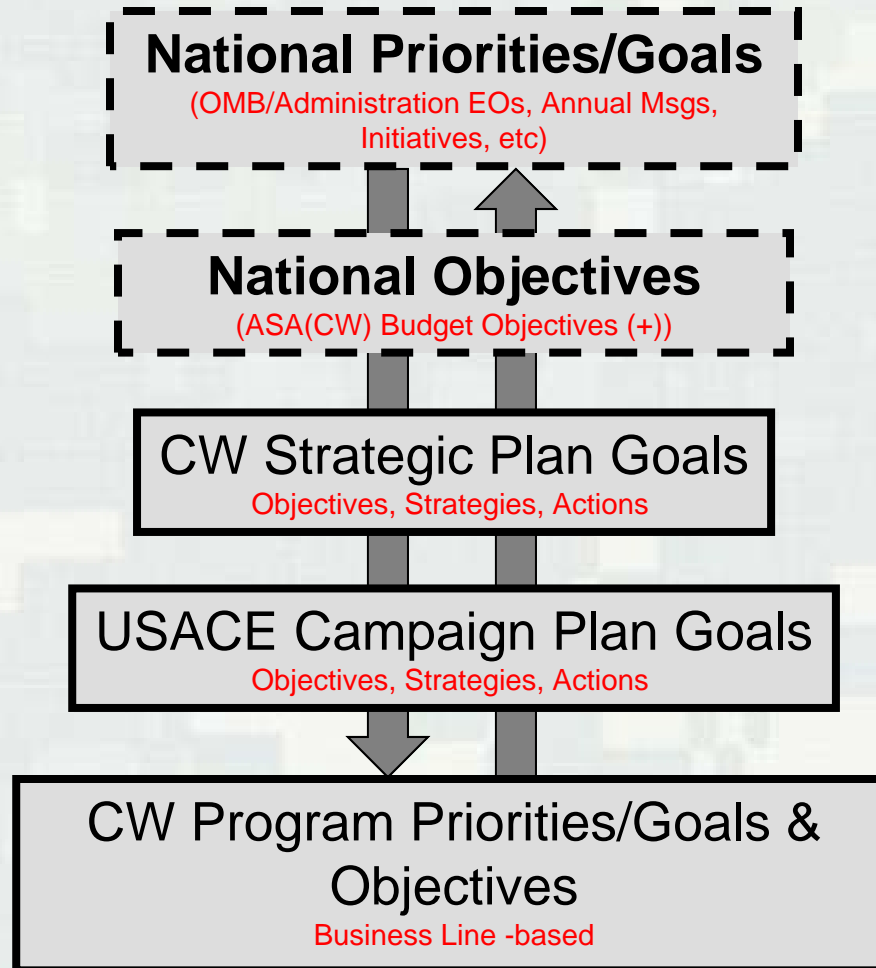 National Priorities/Goals
(OMB/Administration EOs, Annual Msgs,
Initiatives, etc)
National Objectives
(ASA(CW) Budget Objectives (+))
CW Strategic Plan Goals
Objectives, Strategies, Actions
USACE Campaign Plan Goals
Objectives, Strategies, Actions
CW Program Priorities/Goals &
Objectives
Business Line -based